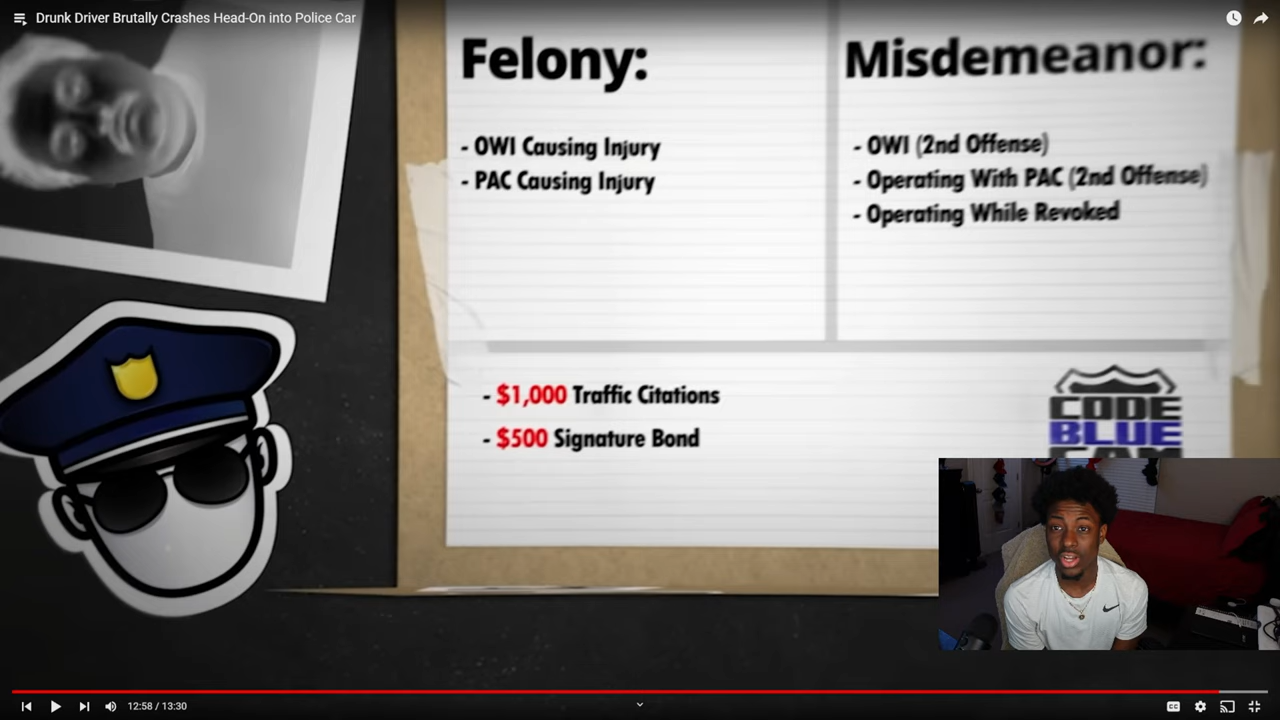 Drunk Driver Brutally Crashes Head-On into Police Car
Felony:
- OWI Causing Injury
- PAC Causing Injury
Misdemeanor:
- OWI (2nd Offense)
- Operating With PAC (2nd Offense)
- Operating While Revoked
- $1,000 Traffic Citations
- $500 Signature Bond
CODE
BLUE
CAM
12:58 / 13:30
CC